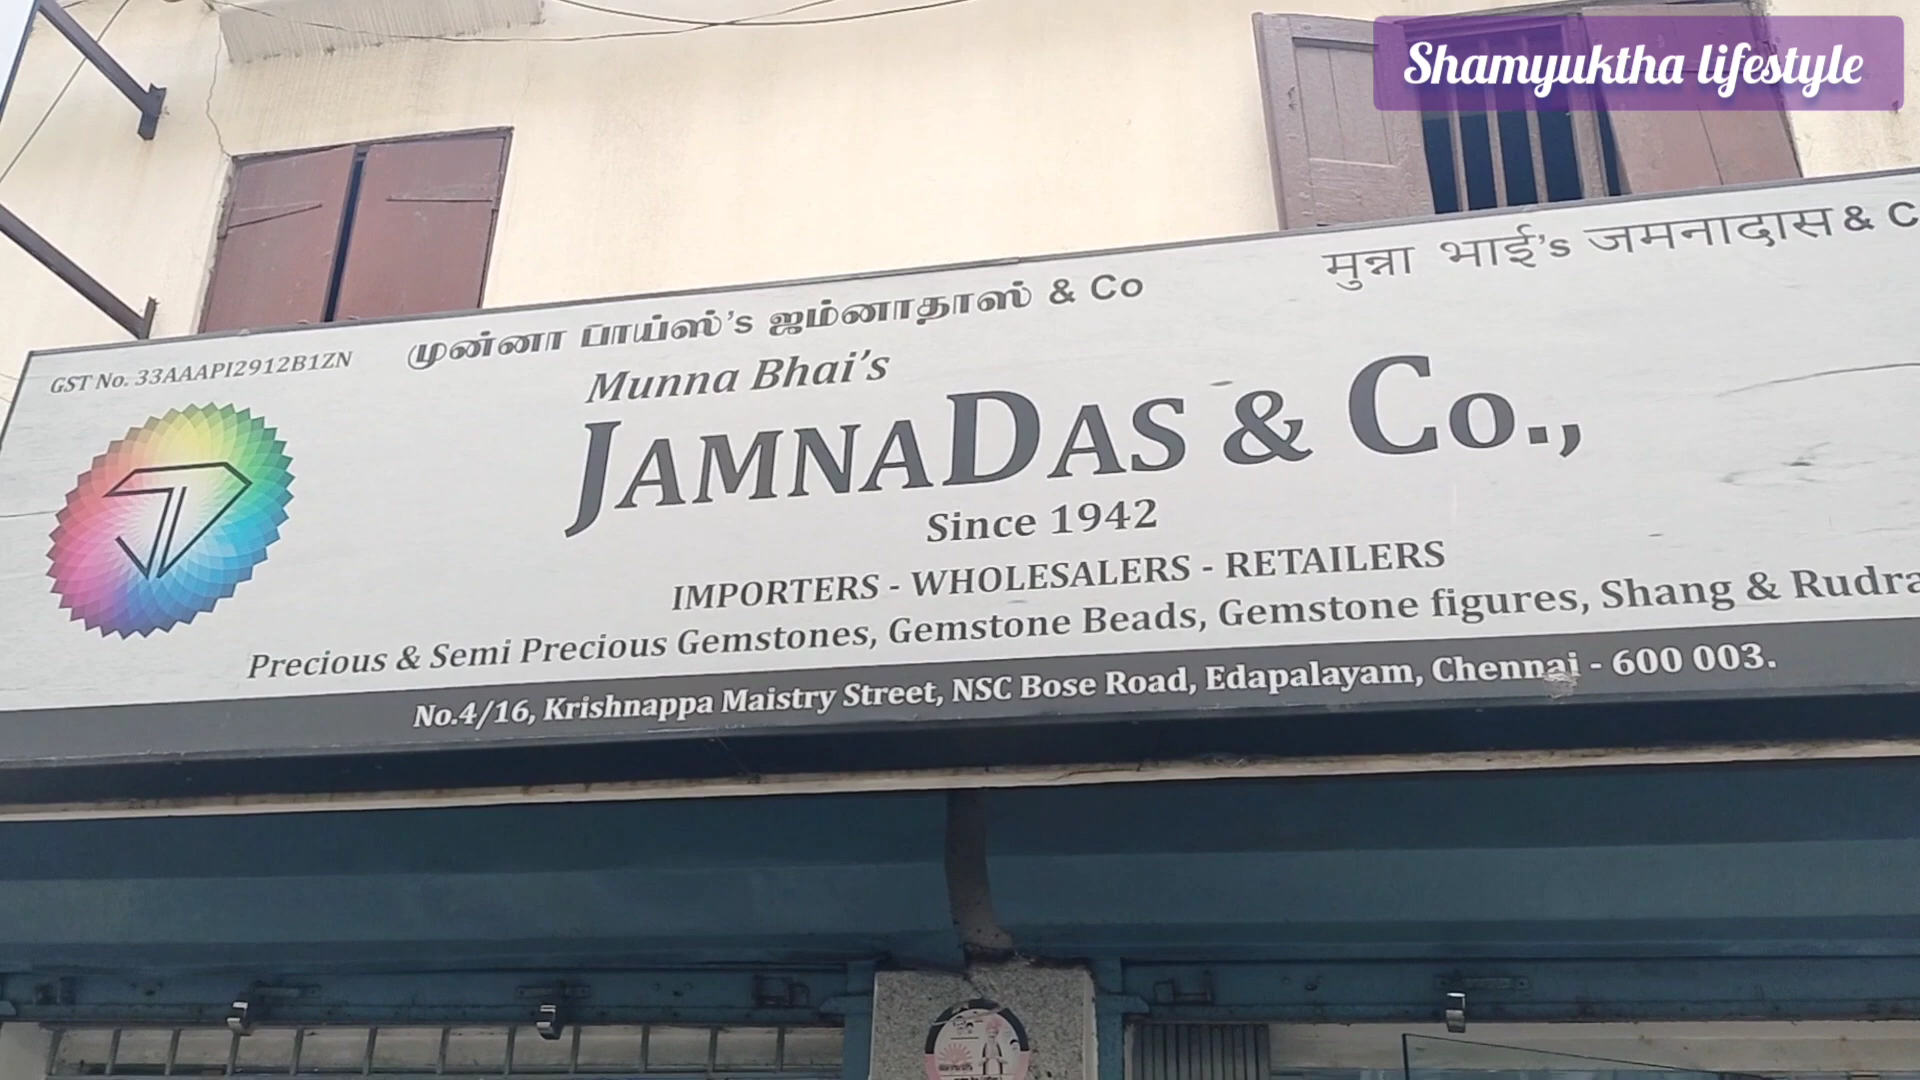 Shamyuktha lifestyle
मुन्ना भाई's जमनादास & C
முன்னா பாய்ஸ்'s ஜம்னாதாஸ் & Co
GST No. 33AAAPI2912B1ZN
Munna Bhai's
JAMNADAS & Co.,
Since 1942
IMPORTERS - WHOLESALERS - RETAILERS
Precious & Semi Precious Gemstones, Gemstone Beads, Gemstone figures, Shang & Rudra
No.4/16, Krishnappa Maistry Street, NSC Bose Road, Edapalayam, Chennai - 600 003.